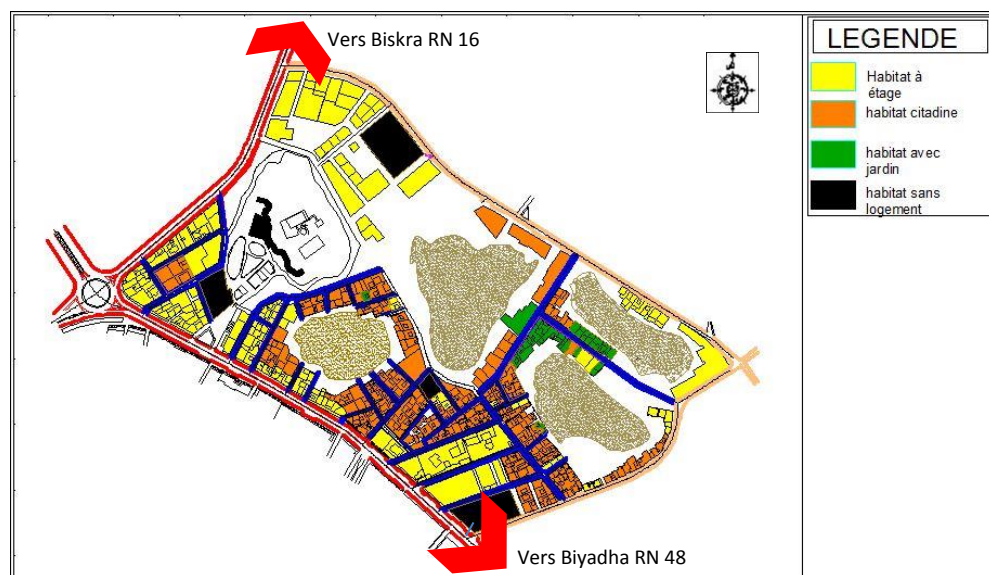 Vers Biskra RN 16
LEGENDE
Habitat à
étage
habitat citadine
habitat avec
jardin
habitat sans
logement
Vers Biyadha RN 48